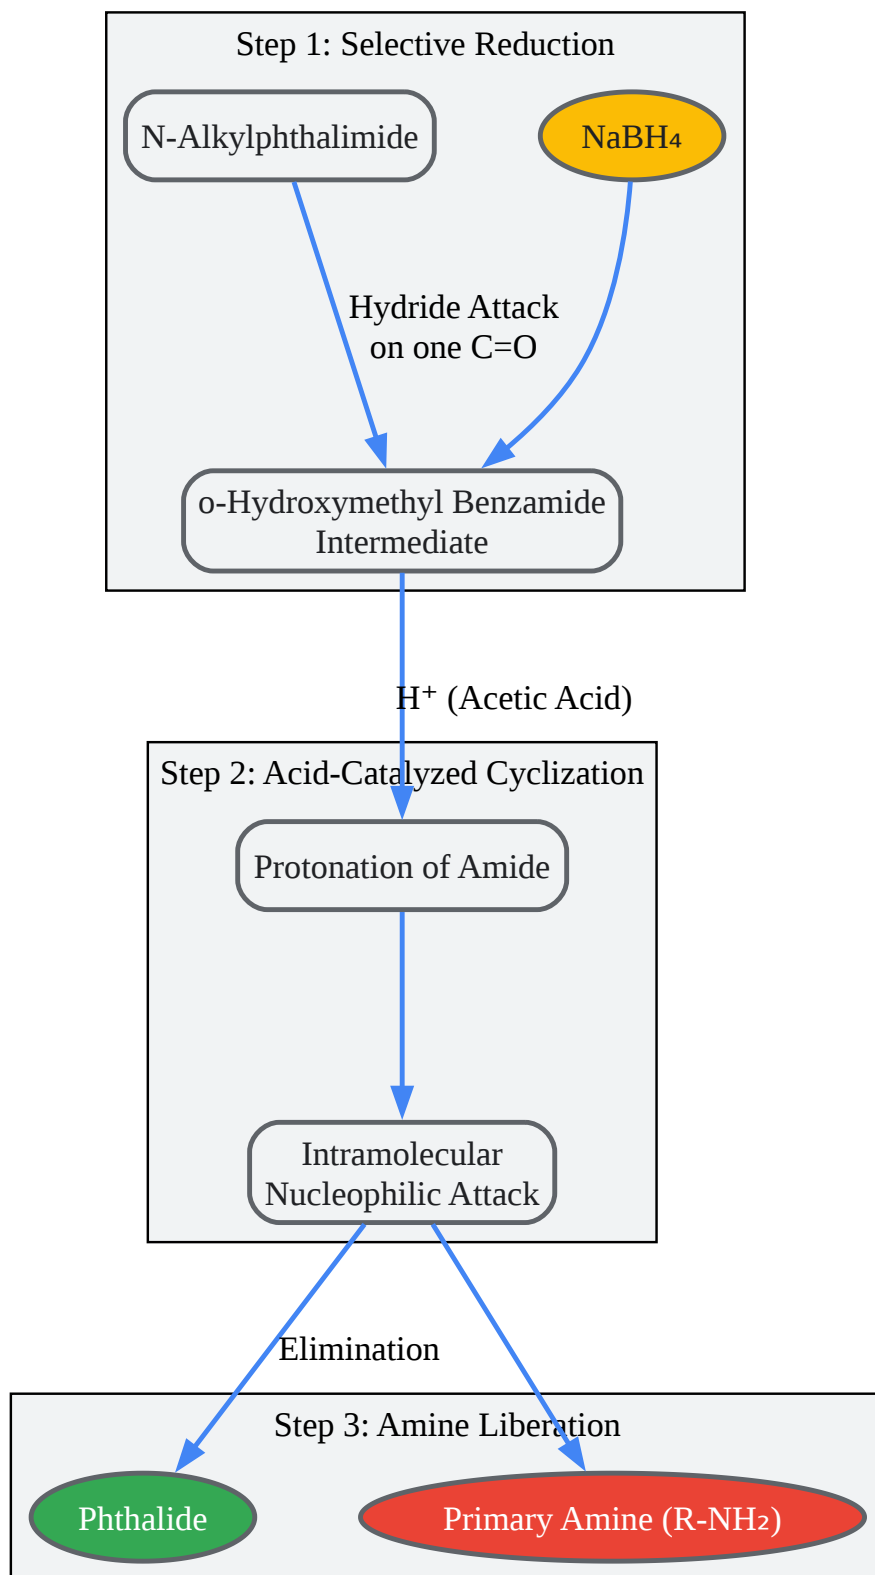 Step 1: Selective Reduction
N-Alkylphthalimide
NaBH₄
Hydride Attack
on one C=O
o-Hydroxymethyl Benzamide
Intermediate
H⁺ (Acetic Acid)
Step 2: Acid-Catalyzed Cyclization
Protonation of Amide
Intramolecular
Nucleophilic Attack
Elimination
Step 3: Amine Liberation
Phthalide
Primary Amine (R-NH₂)